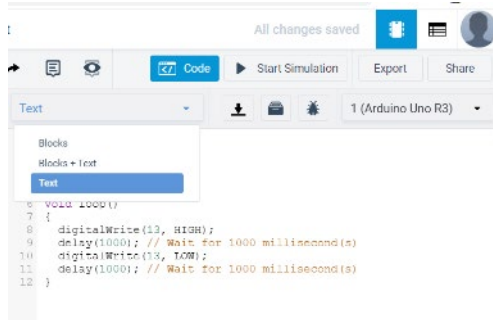 All changes saved
Code Start Simulation Export Share
Text 1 (Arduino Uno R3)
Blocks
Blocks + Text
Text
6 void loop()
7 {
8 digitalWrite(13, HIGH);
9 delay(1000); // Wait for 1000 millisecond(s)
10 digitalWrite(13, LOW);
11 delay(1000); // Wait for 1000 millisecond(s)
12 }